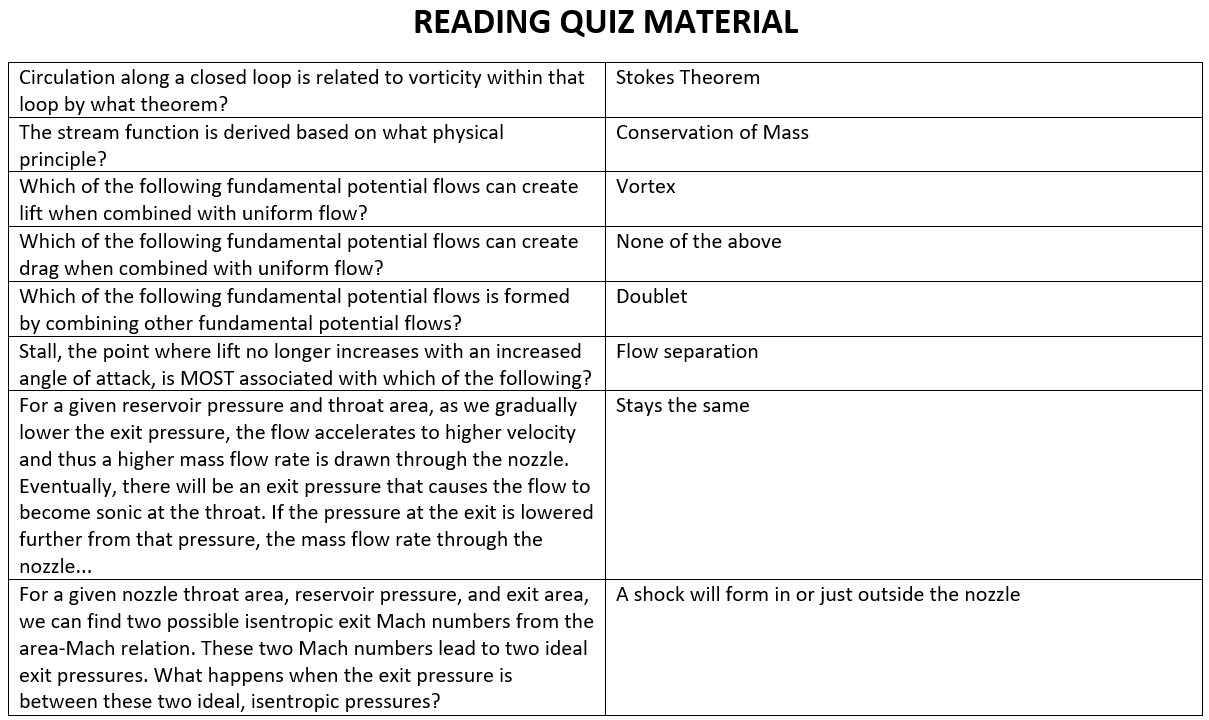 READING QUIZ MATERIAL
Circulation along a closed loop is related to vorticity within that
loop by what theorem?
Stokes Theorem
The stream function is derived based on what physical
principle?
Conservation of Mass
Which of the following fundamental potential flows can create
lift when combined with uniform flow?
Vortex
Which of the following fundamental potential flows can create
drag when combined with uniform flow?
None of the above
Which of the following fundamental potential flows is formed
by combining other fundamental potential flows?
Doublet
Stall, the point where lift no longer increases with an increased
angle of attack, is MOST associated with which of the following?
Flow separation
For a given reservoir pressure and throat area, as we gradually
lower the exit pressure, the flow accelerates to higher velocity
and thus a higher mass flow rate is drawn through the nozzle.
Eventually, there will be an exit pressure that causes the flow to
become sonic at the throat. If the pressure at the exit is lowered
further from that pressure, the mass flow rate through the
nozzle...
Stays the same
For a given nozzle throat area, reservoir pressure, and exit area,
we can find two possible isentropic exit Mach numbers from the
area-Mach relation. These two Mach numbers lead to two ideal
exit pressures. What happens when the exit pressure is
between these two ideal, isentropic pressures?
A shock will form in or just outside the nozzle